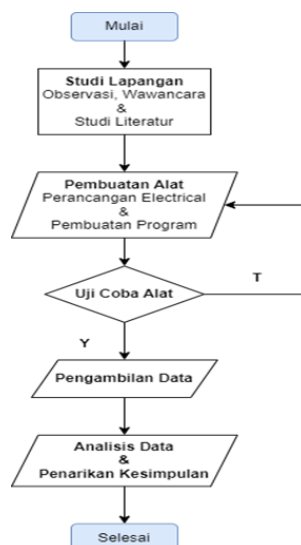 Mulai
Studi Lapangan
Observasi, Wawancara
&
Studi Literatur
Pembuatan Alat
Perancangan Electrical
&
Pembuatan Program
Uji Coba Alat
T
Y
Pengambilan Data
Analisis Data
&
Penarikan Kesimpulan
Selesai